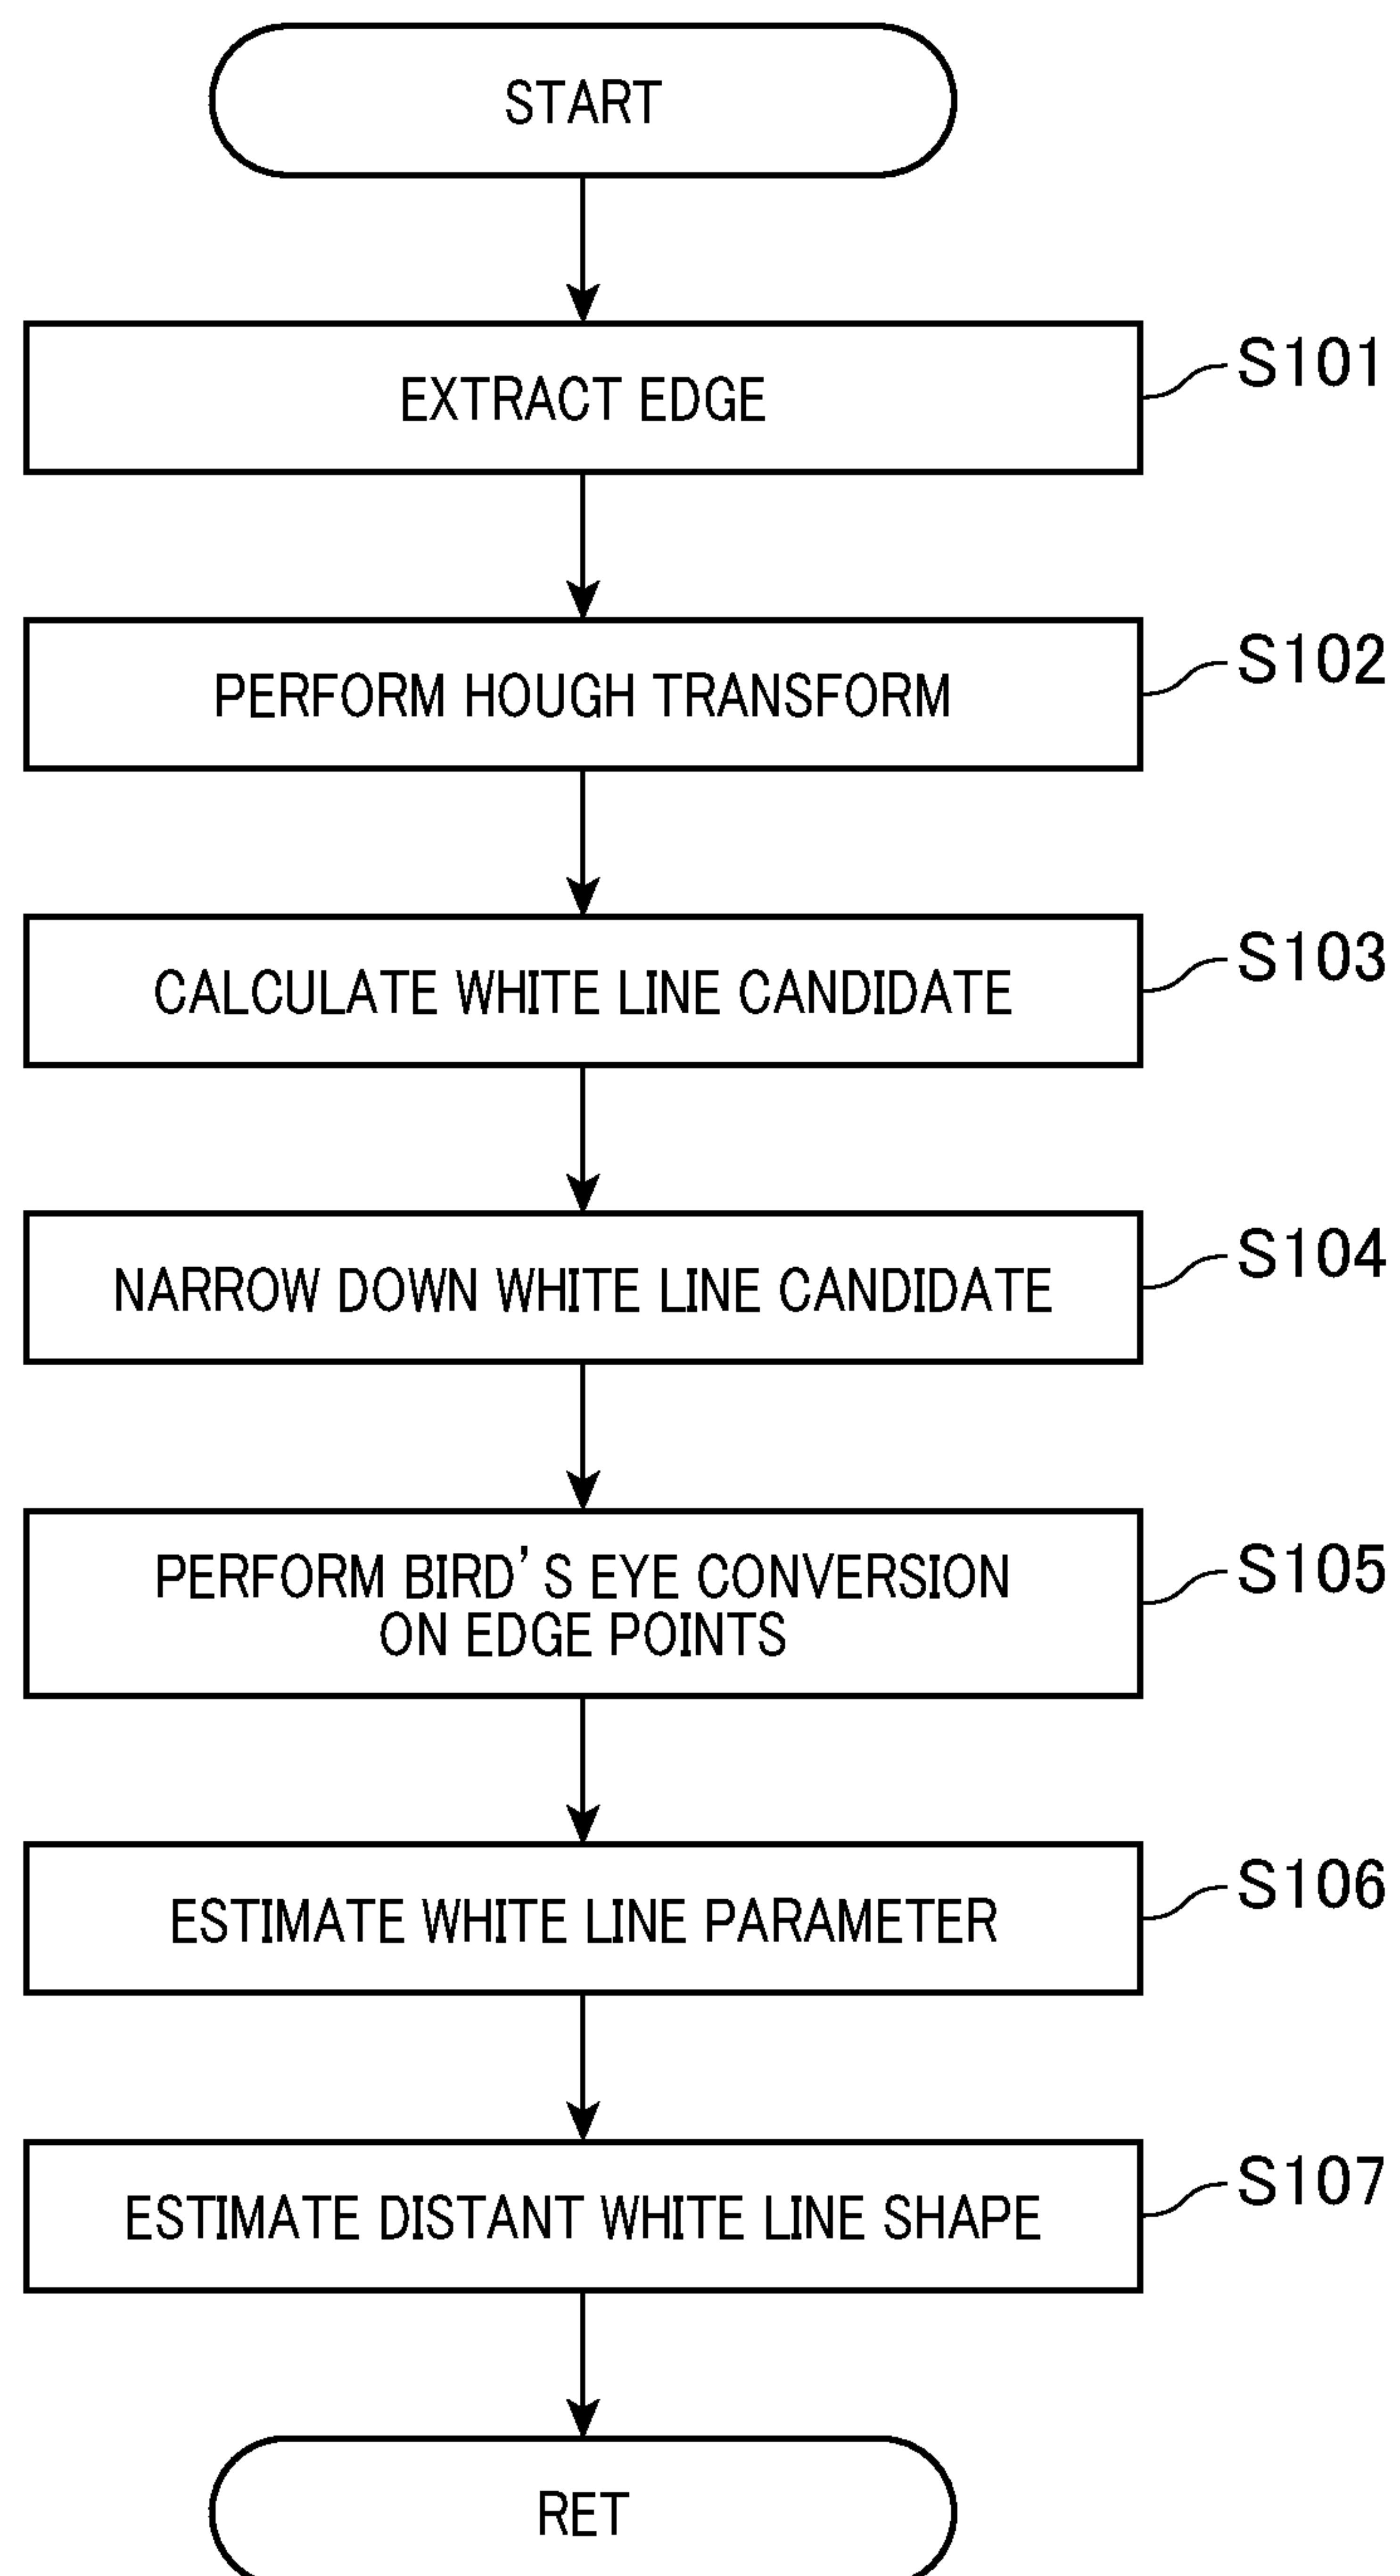 START
EXTRACT EDGE
S101
PERFORM HOUGH TRANSFORM
S102
CALCULATE WHITE LINE CANDIDATE
S103
NARROW DOWN WHITE LINE CANDIDATE
S104
PERFORM BIRD'S EYE CONVERSION
ON EDGE POINTS
S105
ESTIMATE WHITE LINE PARAMETER
S106
ESTIMATE DISTANT WHITE LINE SHAPE
S107
RET